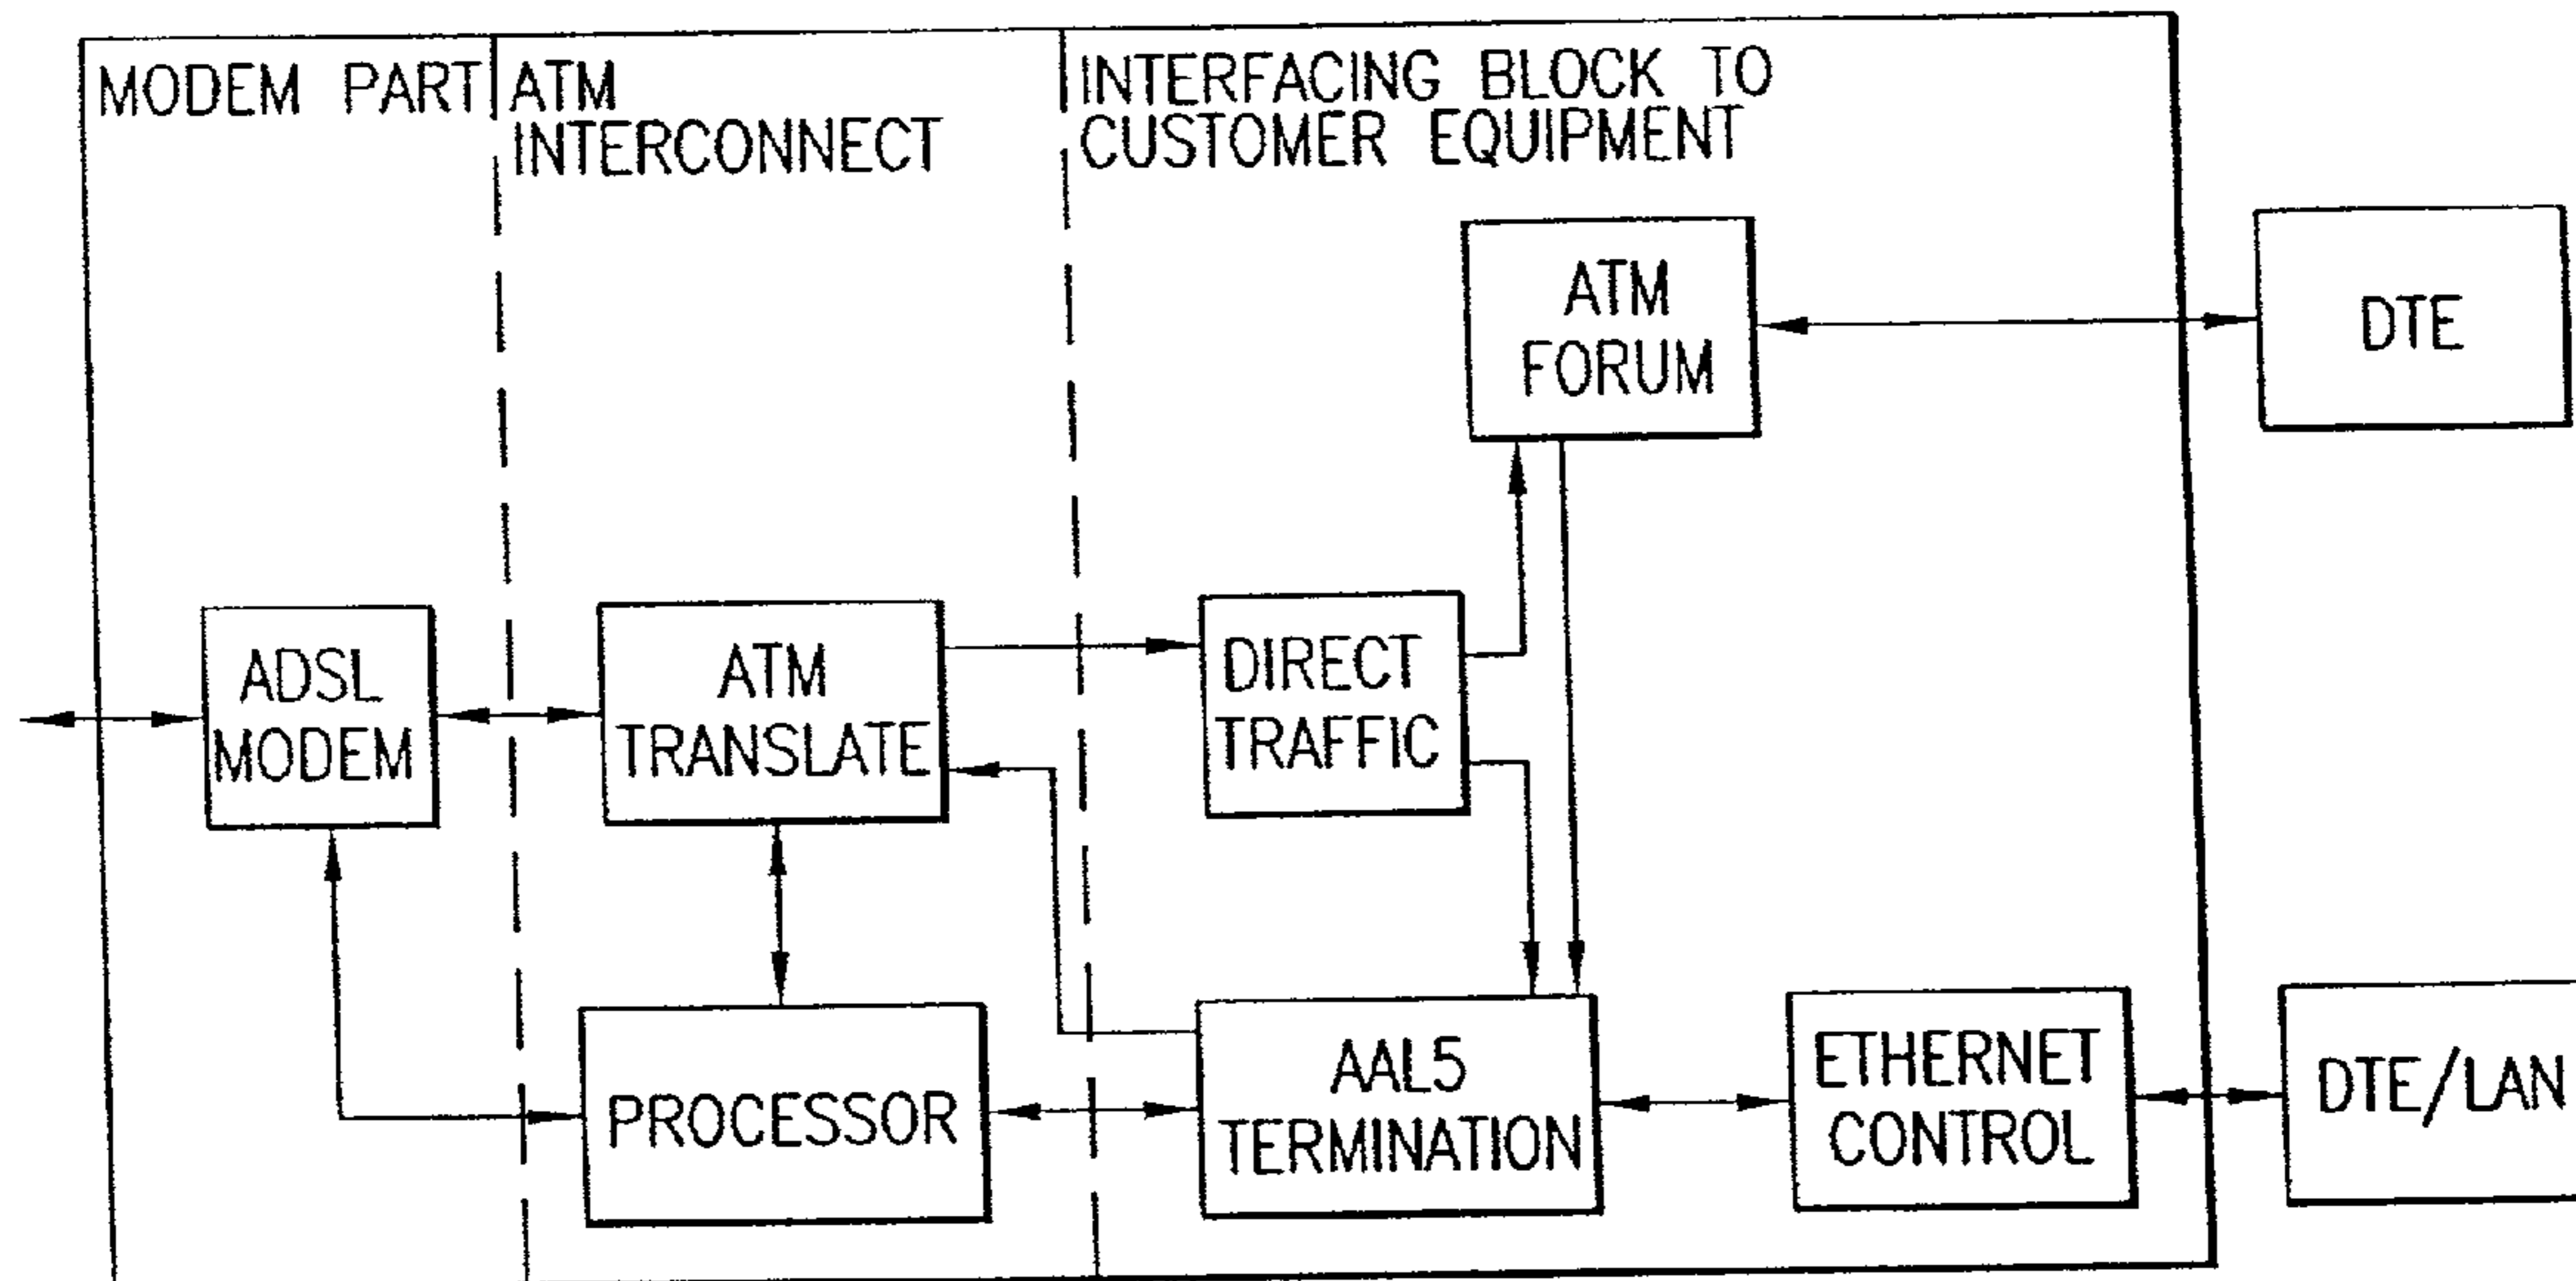 MODEM PART
ATM
INTERCONNECT
INTERFACING BLOCK TO
CUSTOMER EQUIPMENT
ATM
FORUM
DTE
ADSL
MODEM
ATM
TRANSLATE
DIRECT
TRAFFIC
PROCESSOR
AAL5
TERMINATION
ETHERNET
CONTROL
DTE/LAN